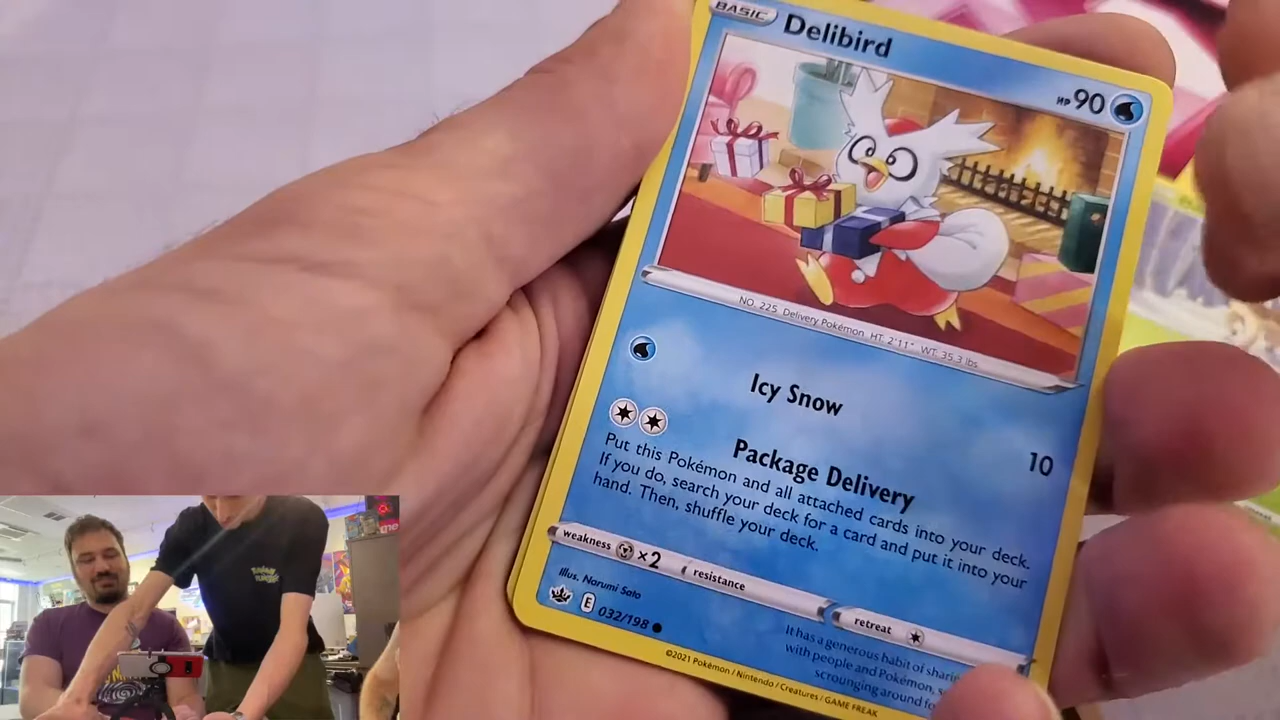 BASIC Delibird HP 90
NO. 225 Delivery Pokémon HT: 2'11" WT: 35.3 lbs
Icy Snow 10
Package Delivery
Put this Pokémon and all attached cards into your deck.
If you do, search your deck for a card and put it into your
hand. Then, shuffle your deck.
weakness ×2 resistance retreat
Illus. Narumi Sato
E 032/198
It has a generous habit of
with people and Pokémon,
scrounging around
©2021 Pokémon / Nintendo / Creatures / GAME FREAK